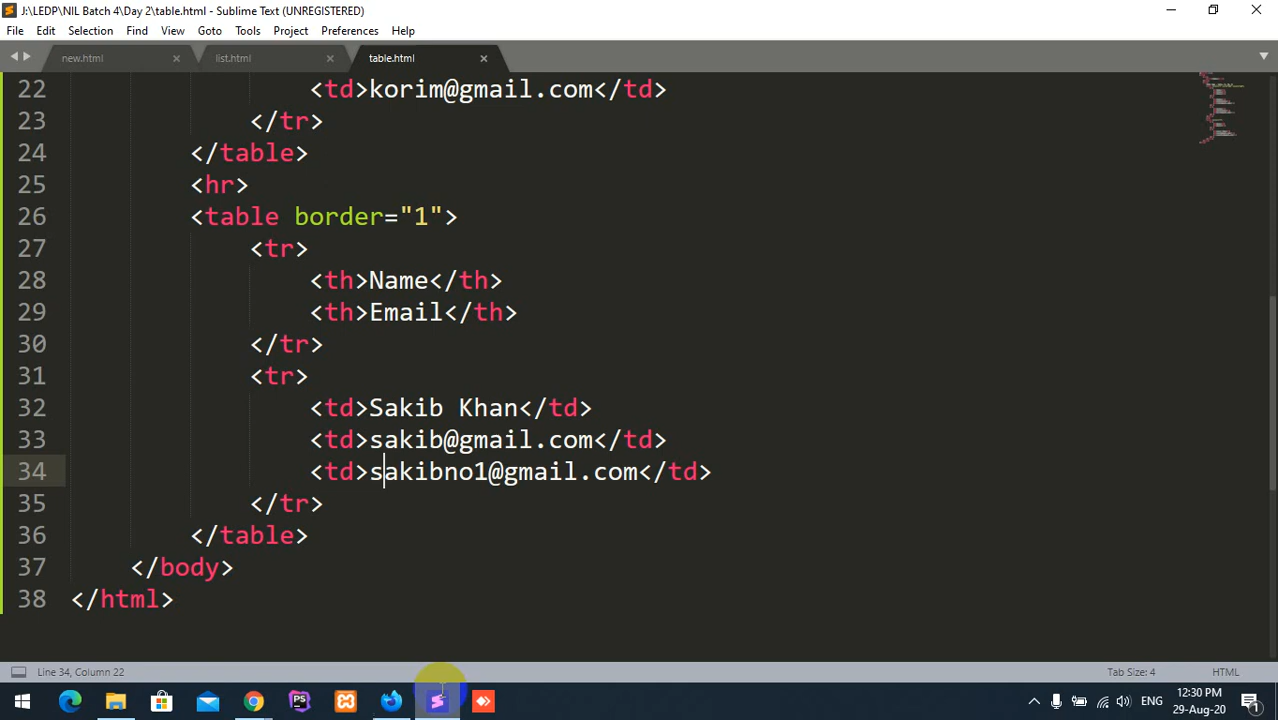 J:\LEDP\NIL Batch 4\Day 2\table.html - Sublime Text (UNREGISTERED)
File Edit Selection Find View Goto Tools Project Preferences Help
new.html list.html table.html
22 <td>korim@gmail.com</td>
23 </tr>
24 </table>
25 <hr>
26 <table border="1">
27 <tr>
28 <th>Name</th>
29 <th>Email</th>
30 </tr>
31 <tr>
32 <td>Sakib Khan</td>
33 <td>sakib@gmail.com</td>
34 <td>sakibno1@gmail.com</td>
35 </tr>
36 </table>
37 </body>
38 </html>
Line 34, Column 22 Tab Size: 4 HTML
PS
ENG 12:30 PM
29-Aug-20